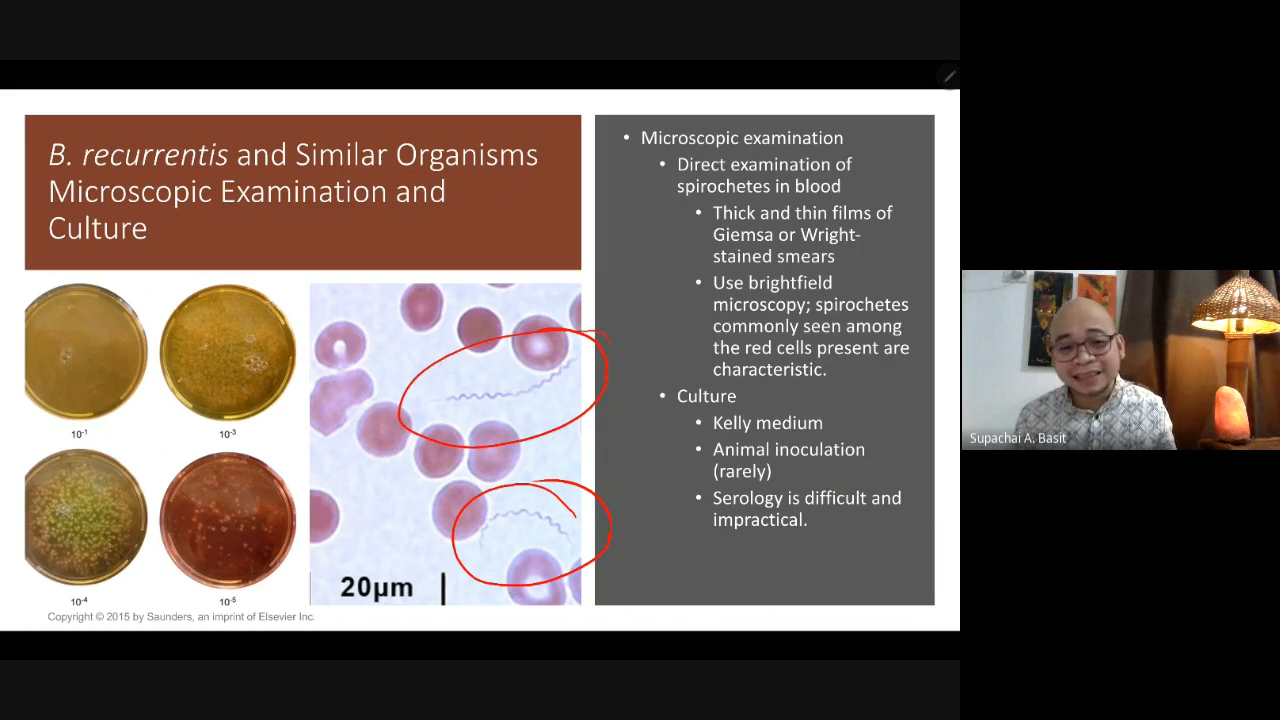 B. recurrentis and Similar Organisms
Microscopic Examination and
Culture
10-1
10-3
10-4
10-5
20µm
Copyright © 2015 by Saunders, an imprint of Elsevier Inc.
• Microscopic examination
• Direct examination of
spirochetes in blood
• Thick and thin films of
Giemsa or Wright-
stained smears
• Use brightfield
microscopy; spirochetes
commonly seen among
the red cells present are
characteristic.
• Culture
• Kelly medium
• Animal inoculation
(rarely)
• Serology is difficult and
impractical.
Supachai A. Basit